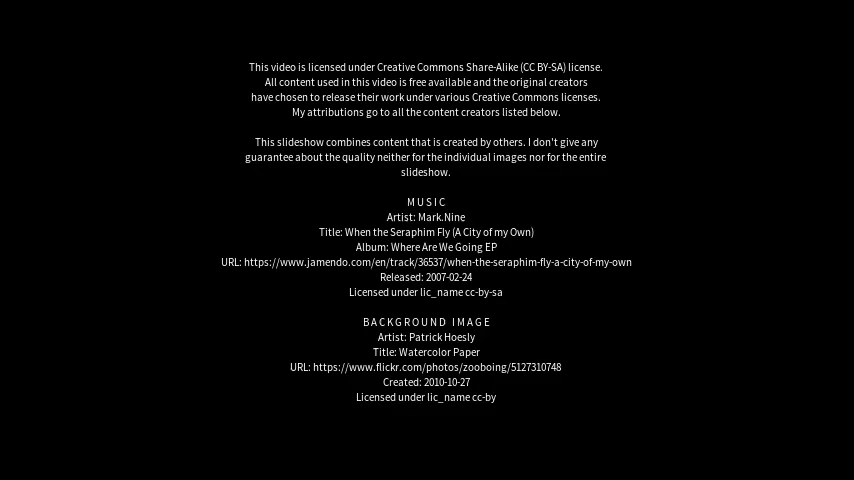 This video is licensed under Creative Commons Share-Alike (CC BY-SA) license.
All content used in this video is free available and the original creators
have chosen to release their work under various Creative Commons licenses.
My attributions go to all the content creators listed below.
This slideshow combines content that is created by others. I don't give any
guarantee about the quality neither for the individual images nor for the entire
slideshow.
MUSIC
Artist: Mark.Nine
Title: When the Seraphim Fly (A City of my Own)
Album: Where Are We Going EP
URL: https://www.jamendo.com/en/track/36537/when-the-seraphim-fly-a-city-of-my-own
Released: 2007-02-24
Licensed under lic_name cc-by-sa
BACKGROUND IMAGE
Artist: Patrick Hoesly
Title: Watercolor Paper
URL: https://www.flickr.com/photos/zooboing/5127310748
Created: 2010-10-27
Licensed under lic_name cc-by